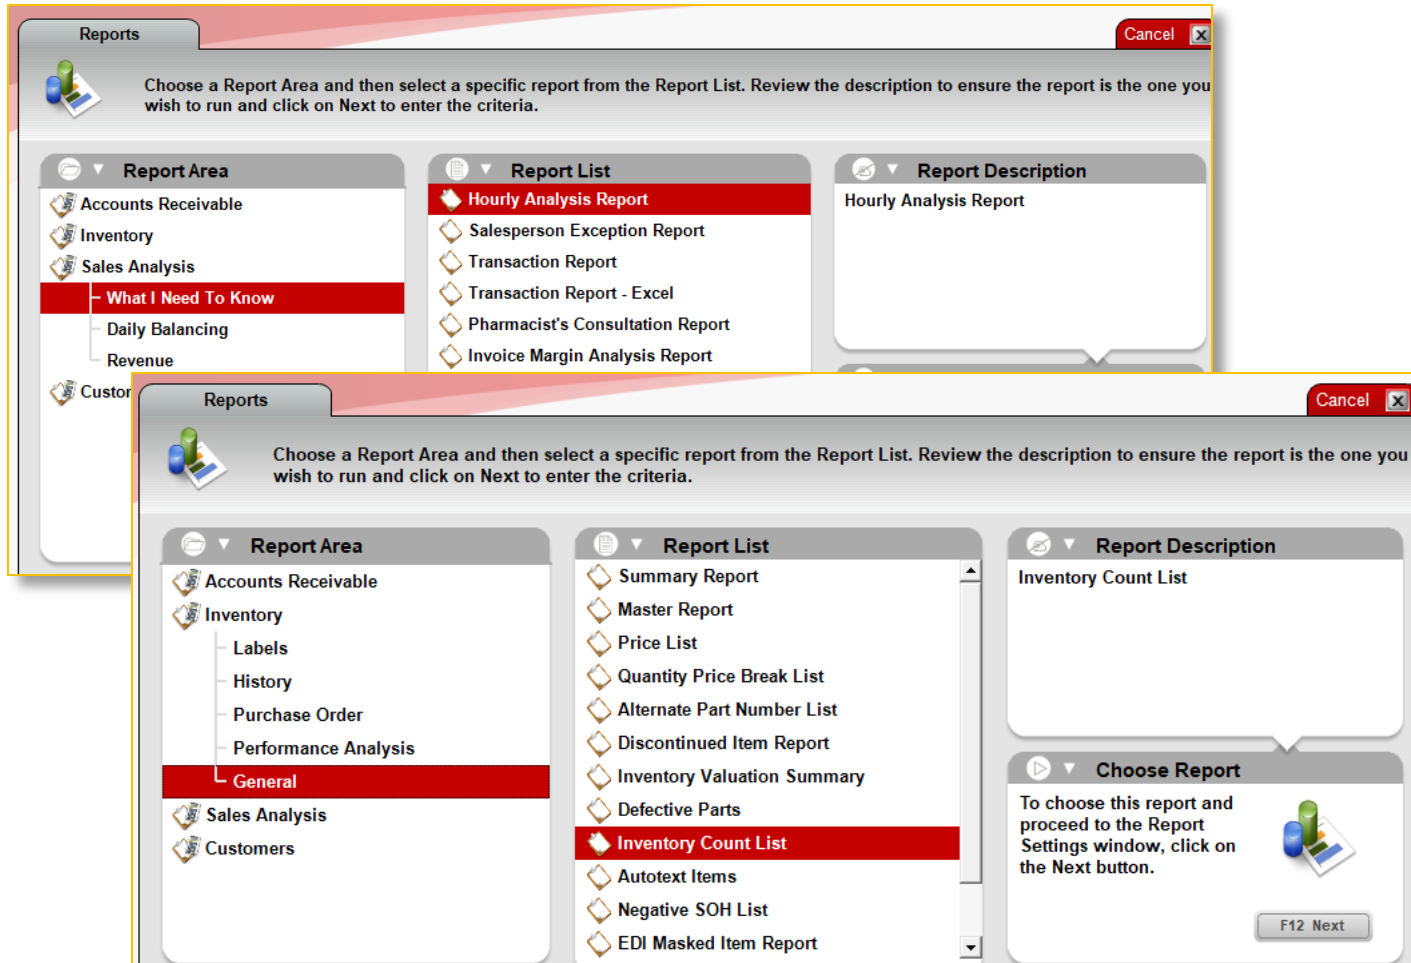 Reports
Cancel
Choose a Report Area and then select a specific report from the Report List. Review the description to ensure the report is the one you
wish to run and click on Next to enter the criteria.
Report Area
Accounts Receivable
Inventory
Sales Analysis
What I Need To Know
Daily Balancing
Revenue
Report List
Hourly Analysis Report
Salesperson Exception Report
Transaction Report
Transaction Report - Excel
Pharmacist's Consultation Report
Invoice Margin Analysis Report
Report Description
Hourly Analysis Report
Reports
Cancel
Choose a Report Area and then select a specific report from the Report List. Review the description to ensure the report is the one you
wish to run and click on Next to enter the criteria.
Report Area
Accounts Receivable
Inventory
Labels
History
Purchase Order
Performance Analysis
General
Sales Analysis
Customers
Report List
Summary Report
Master Report
Price List
Quantity Price Break List
Alternate Part Number List
Discontinued Item Report
Inventory Valuation Summary
Defective Parts
Inventory Count List
Autotext Items
Negative SOH List
EDI Masked Item Report
Report Description
Inventory Count List
Choose Report
To choose this report and
proceed to the Report
Settings window, click on
the Next button.
F12 Next